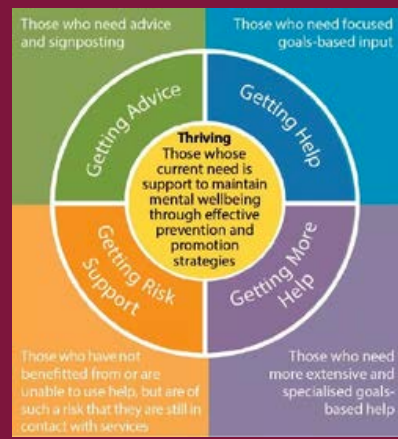 Those who need advice
and signposting
Those who need focused
goals-based input
Getting Advice
Getting Help
Thriving
Those whose
current need is
support to maintain
mental wellbeing
through effective
prevention and
promotion
strategies
Getting Risk
Support
Getting More
Help
Those who have not
benefitted from or are
unable to use help, but are of
such a risk that they are still in
contact with services
Those who need
more extensive and
specialised goals-
based help